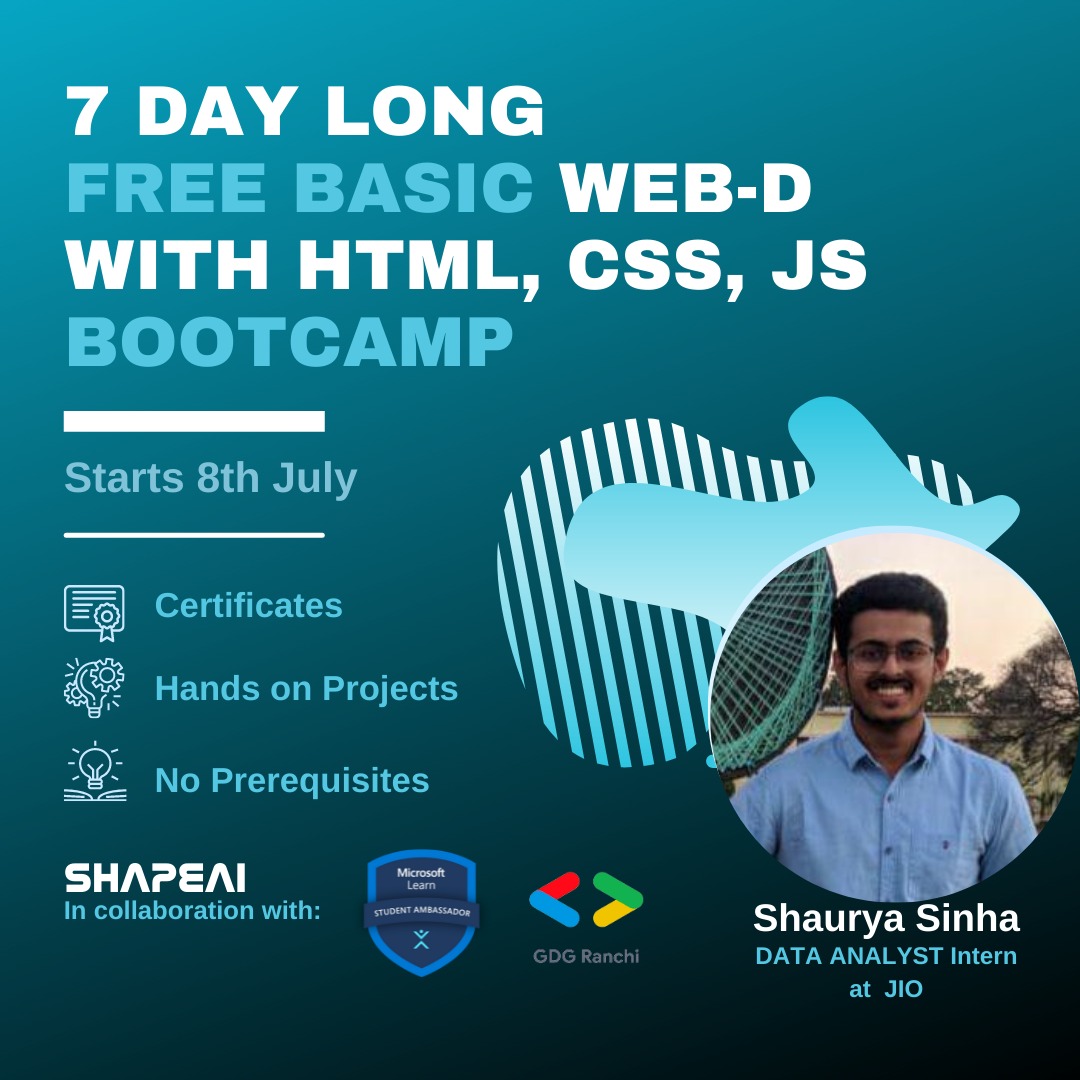 7 DAY LONG
FREE BASIC WEB-D
WITH HTML, CSS, JS
BOOTCAMP
Starts 8th July
Certificates
Hands on Projects
No Prerequisites
SHAPEAI
In collaboration with:
Microsoft
Learn
STUDENT AMBASSADOR
GDG Ranchi
Shaurya Sinha
DATA ANALYST Intern
at JIO